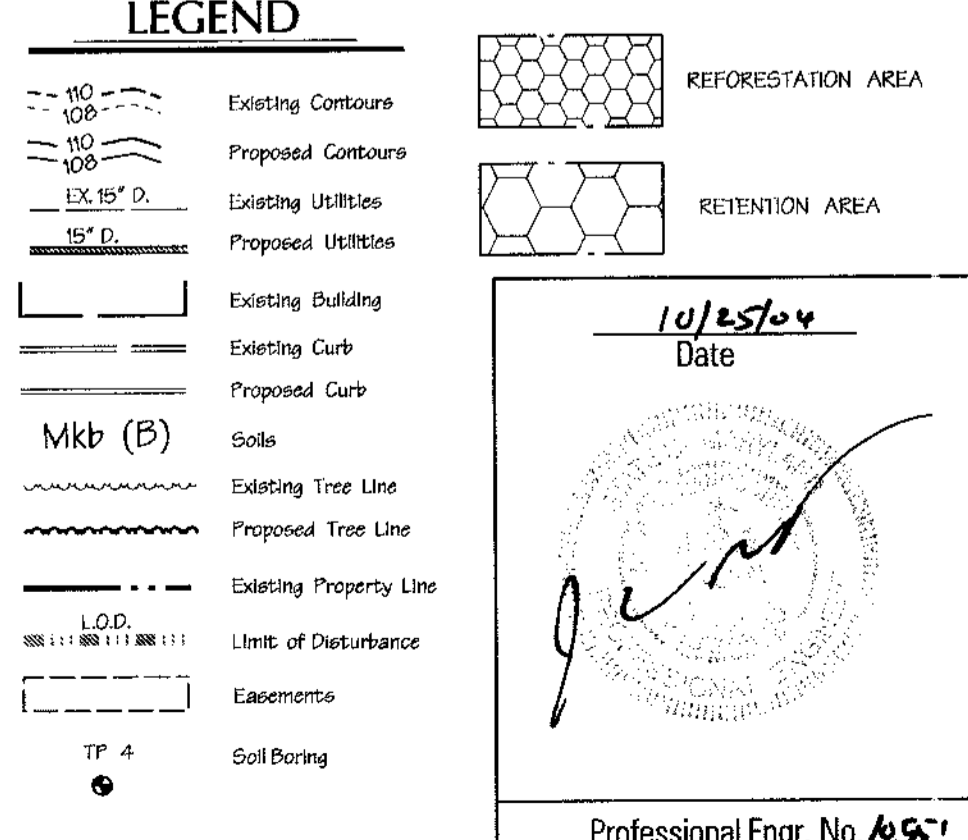 LEGEND
110
108
Existing Contours
110
108
Proposed Contours
EX. 15" D.
Existing Utilities
15" D.
Proposed Utilities
Existing Building
Existing Curb
Proposed Curb
Mkb (B)
Soils
Existing Tree Line
Proposed Tree Line
Existing Property Line
L.O.D.
Limit of Disturbance
Easements
TP 4
Soil Boring
REFORESTATION AREA
RETENTION AREA
10/25/04
Date
Professional Engr. No.